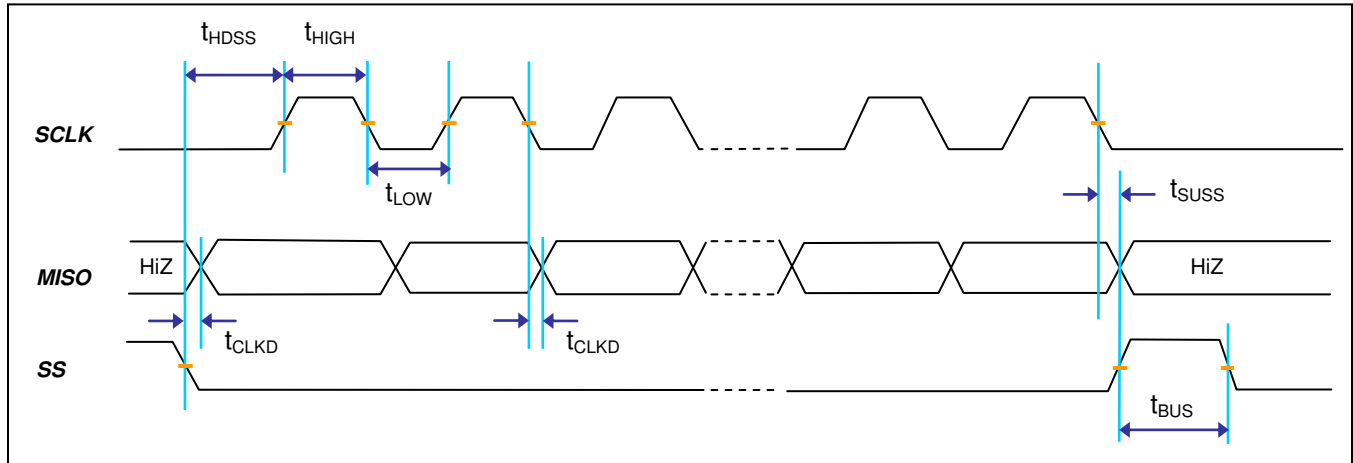 tHDSS
tHIGH
SCLK
tLOW
tSUSS
HiZ
HiZ
MISO
tCLKD
tCLKD
SS
tBUS